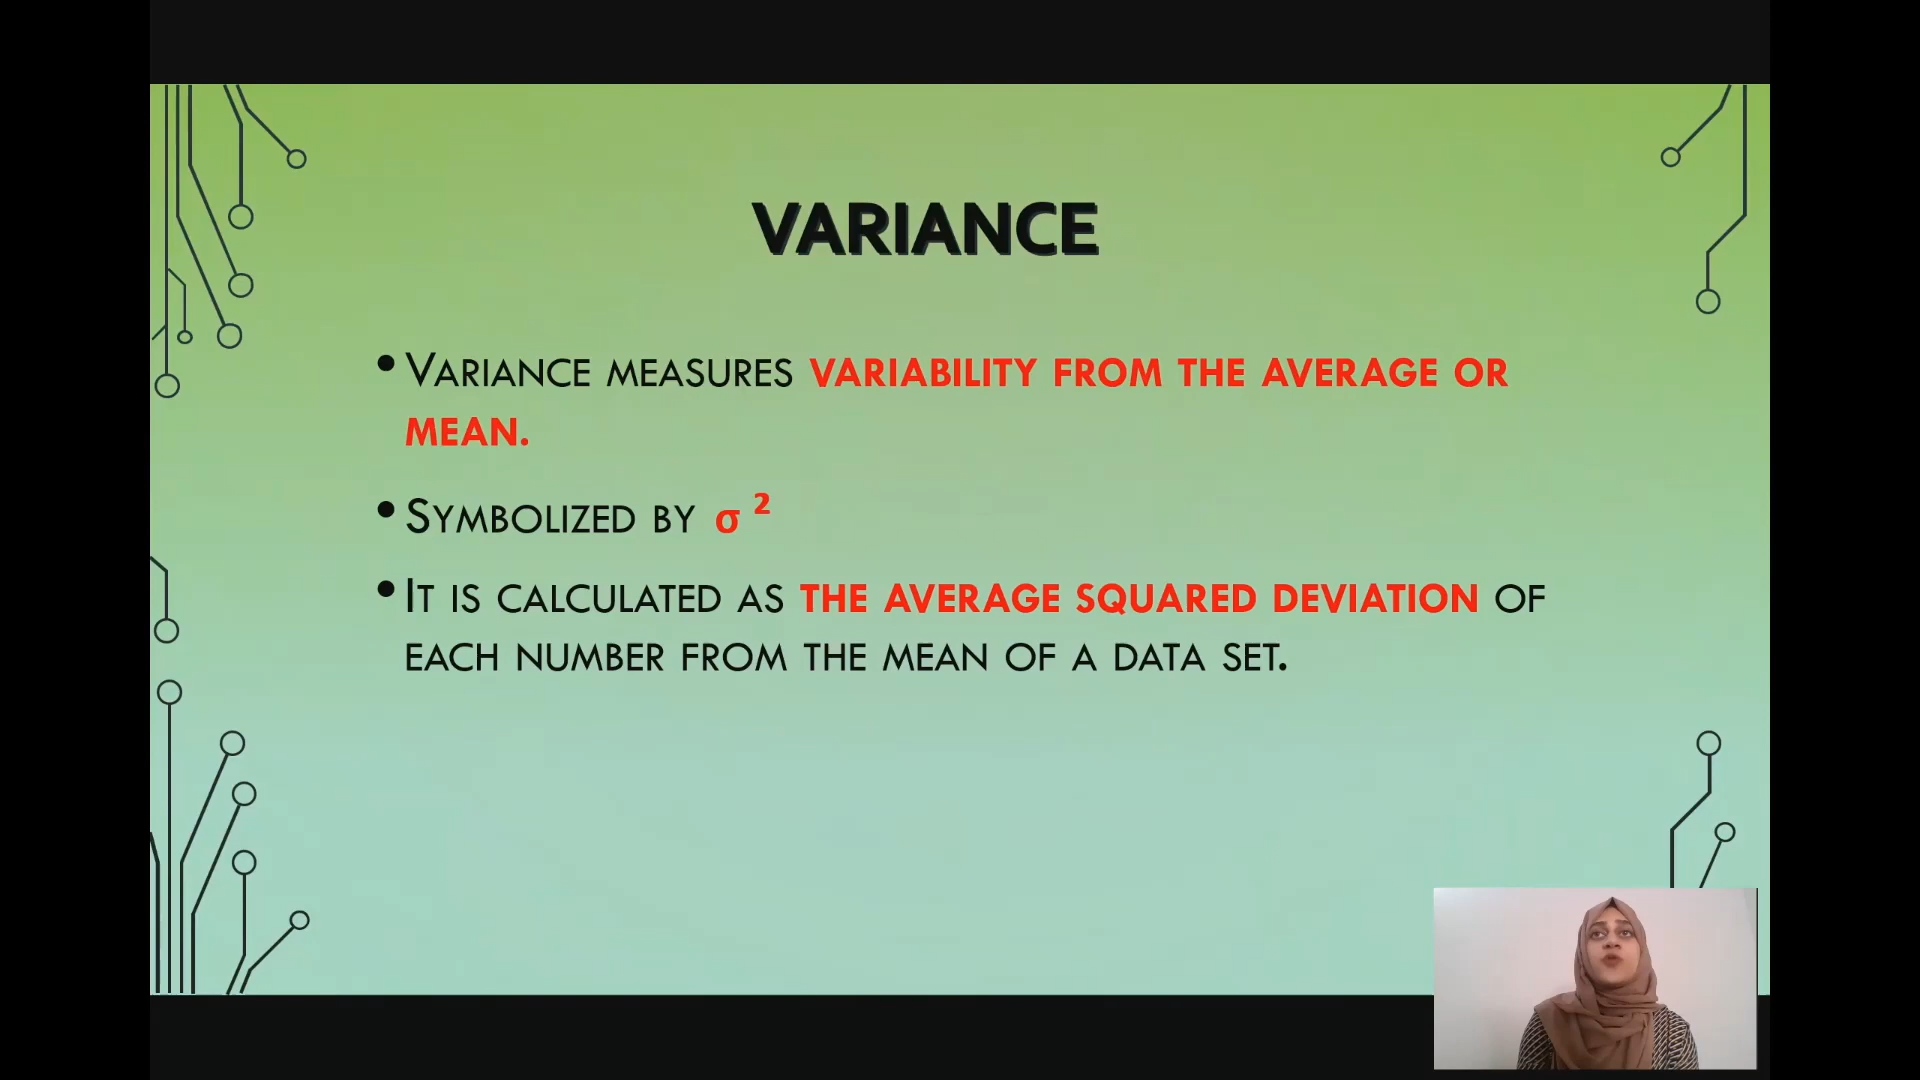 VARIANCE
•VARIANCE MEASURES VARIABILITY FROM THE AVERAGE OR
MEAN.
•SYMBOLIZED BY σ ²
•IT IS CALCULATED AS THE AVERAGE SQUARED DEVIATION OF
EACH NUMBER FROM THE MEAN OF A DATA SET.